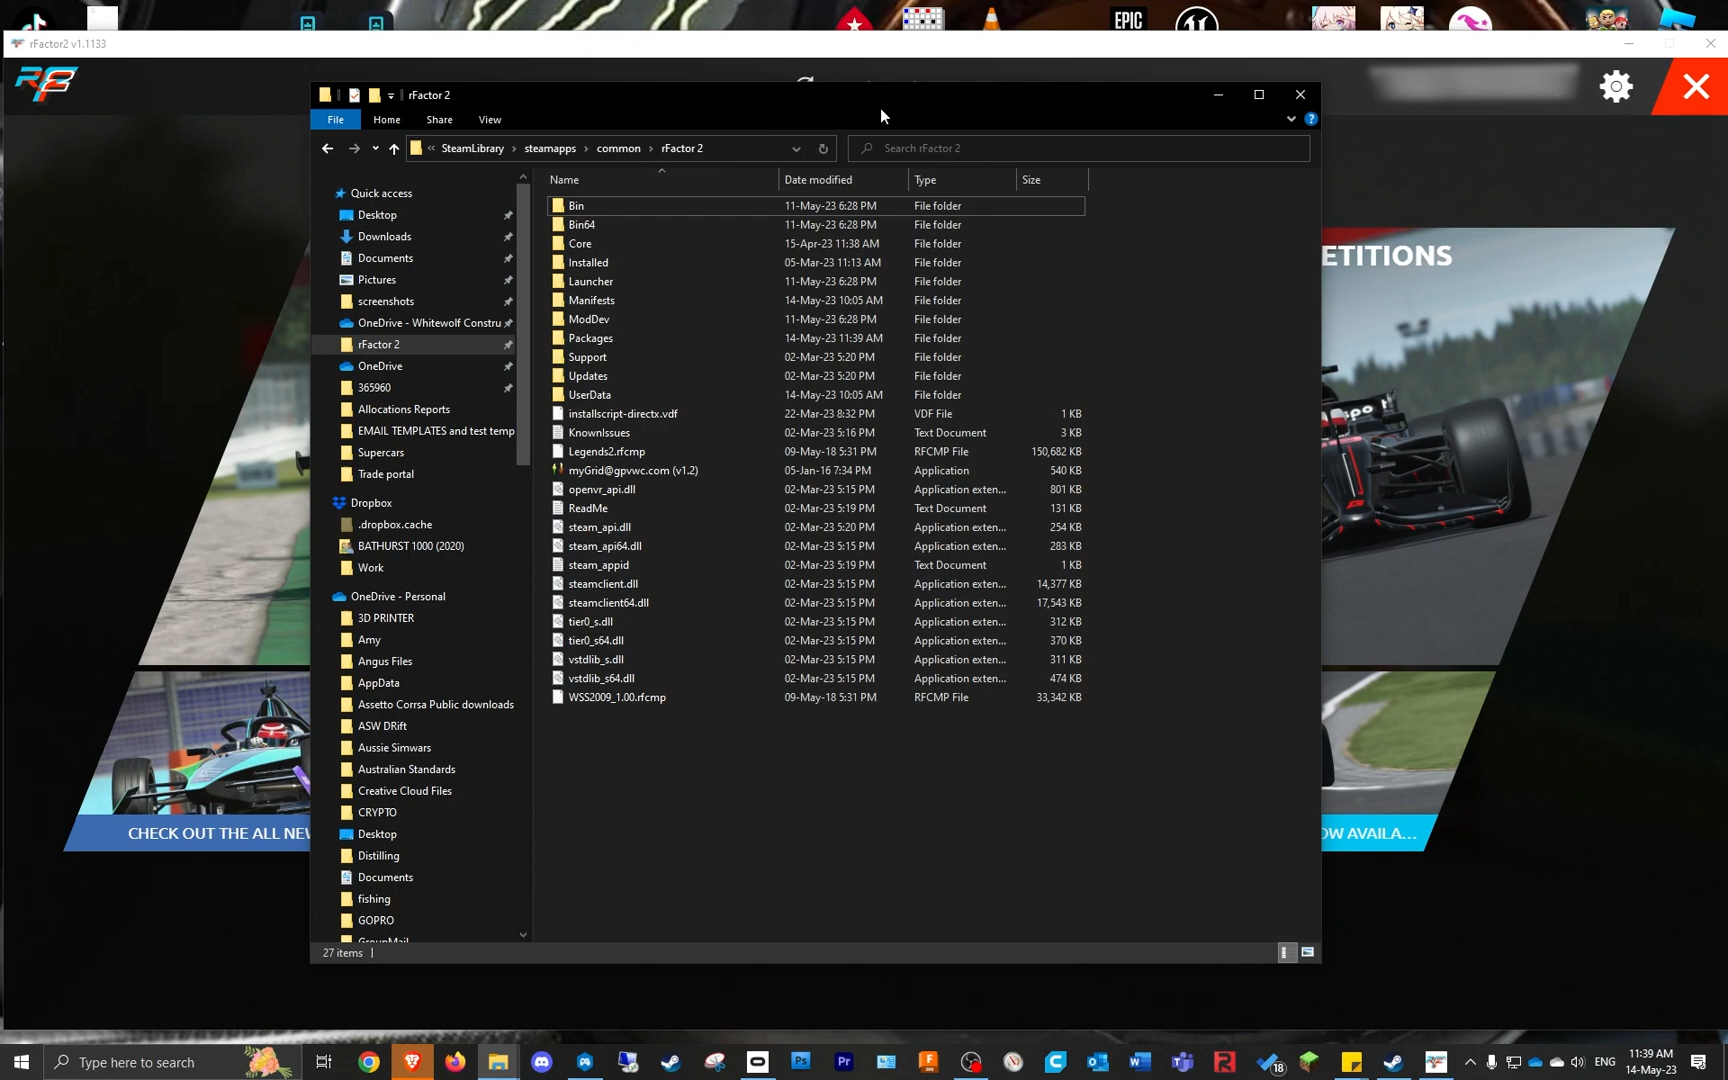 EPIC
rFactor2 v1.1133
rFactor 2
File Home Share View
SteamLibrary steamapps common rFactor 2
Search rFactor 2
Name Date modified Type Size
Quick access
Desktop
Downloads
Documents
Pictures
screenshots
OneDrive - Whitewolf Constru
rFactor 2
OneDrive
365960
Allocations Reports
EMAIL TEMPLATES and test temp
Supercars
Trade portal
Dropbox
.dropbox.cache
BATHURST 1000 (2020)
Work
OneDrive - Personal
3D PRINTER
Amy
Angus Files
AppData
Assetto Corrsa Public downloads
ASW DRift
Aussie Simwars
Australian Standards
Creative Cloud Files
CRYPTO
Desktop
Distilling
Documents
fishing
GOPRO
GroupMail
Bin 11-May-23 6:28 PM File folder
Bin64 11-May-23 6:28 PM File folder
Core 15-Apr-23 11:38 AM File folder
Installed 05-Mar-23 11:13 AM File folder
Launcher 11-May-23 6:28 PM File folder
Manifests 14-May-23 10:05 AM File folder
ModDev 11-May-23 6:28 PM File folder
Packages 14-May-23 11:39 AM File folder
Support 02-Mar-23 5:20 PM File folder
Updates 02-Mar-23 5:20 PM File folder
UserData 14-May-23 10:05 AM File folder
installscript-directx.vdf 22-Mar-23 8:32 PM VDF File 1 KB
KnownIssues 02-Mar-23 5:16 PM Text Document 3 KB
Legends2.rfcmp 09-May-18 5:31 PM RFCMP File 150,682 KB
myGrid@gpvwc.com (v1.2) 05-Jan-16 7:34 PM Application 540 KB
openvr_api.dll 02-Mar-23 5:15 PM Application exten... 801 KB
ReadMe 02-Mar-23 5:19 PM Text Document 131 KB
steam_api.dll 02-Mar-23 5:20 PM Application exten... 254 KB
steam_api64.dll 02-Mar-23 5:15 PM Application exten... 283 KB
steam_appid 02-Mar-23 5:19 PM Text Document 1 KB
steamclient.dll 02-Mar-23 5:15 PM Application exten... 14,377 KB
steamclient64.dll 02-Mar-23 5:15 PM Application exten... 17,543 KB
tier0_s.dll 02-Mar-23 5:15 PM Application exten... 312 KB
tier0_s64.dll 02-Mar-23 5:15 PM Application exten... 370 KB
vstdlib_s.dll 02-Mar-23 5:15 PM Application exten... 311 KB
vstdlib_s64.dll 02-Mar-23 5:15 PM Application exten... 474 KB
WSS2009_1.00.rfcmp 09-May-18 5:31 PM RFCMP File 33,342 KB
27 items
ETITIONS
CHECK OUT THE ALL NEW
OW AVAILA...
Type here to search
Ps
Pr
18
ENG
11:39 AM
14-May-23